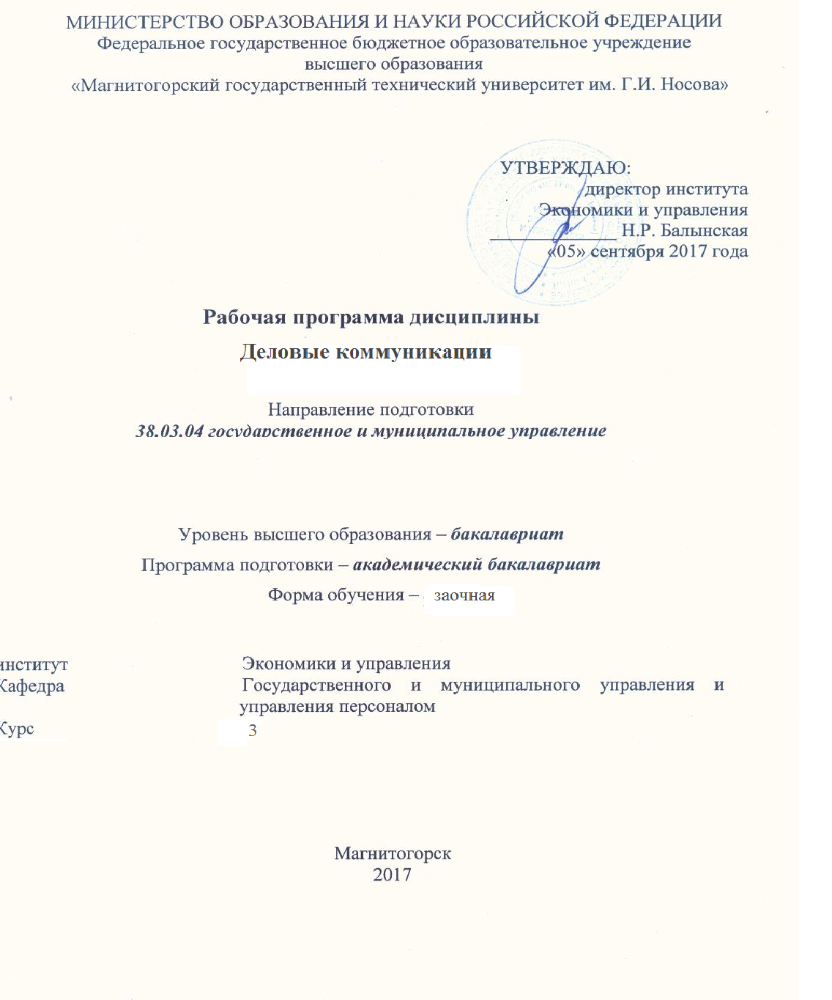 МИНИСТЕРСТВО ОБРАЗОВАНИЯ И НАУКИ РОССИЙСКОЙ ФЕДЕРАЦИИ
Федеральное государственное бюджетное образовательное учреждение
высшего образования
«Магнитогорский государственный технический университет им. Г.И. Носова»
УТВЕРЖДАЮ:
директор института
Экономики и управления
Н.Р. Балынская
«05» сентября 2017 года
Рабочая программа дисциплины
Деловые коммуникации
Направление подготовки
38.03.04 государственное и муниципальное управление
Уровень высшего образования – бакалавриат
Программа подготовки – академический бакалавриат
Форма обучения – заочная
институт Экономики и управления
Кафедра Государственного и муниципального управления и
управления персоналом
Курс 3
Магнитогорск
2017